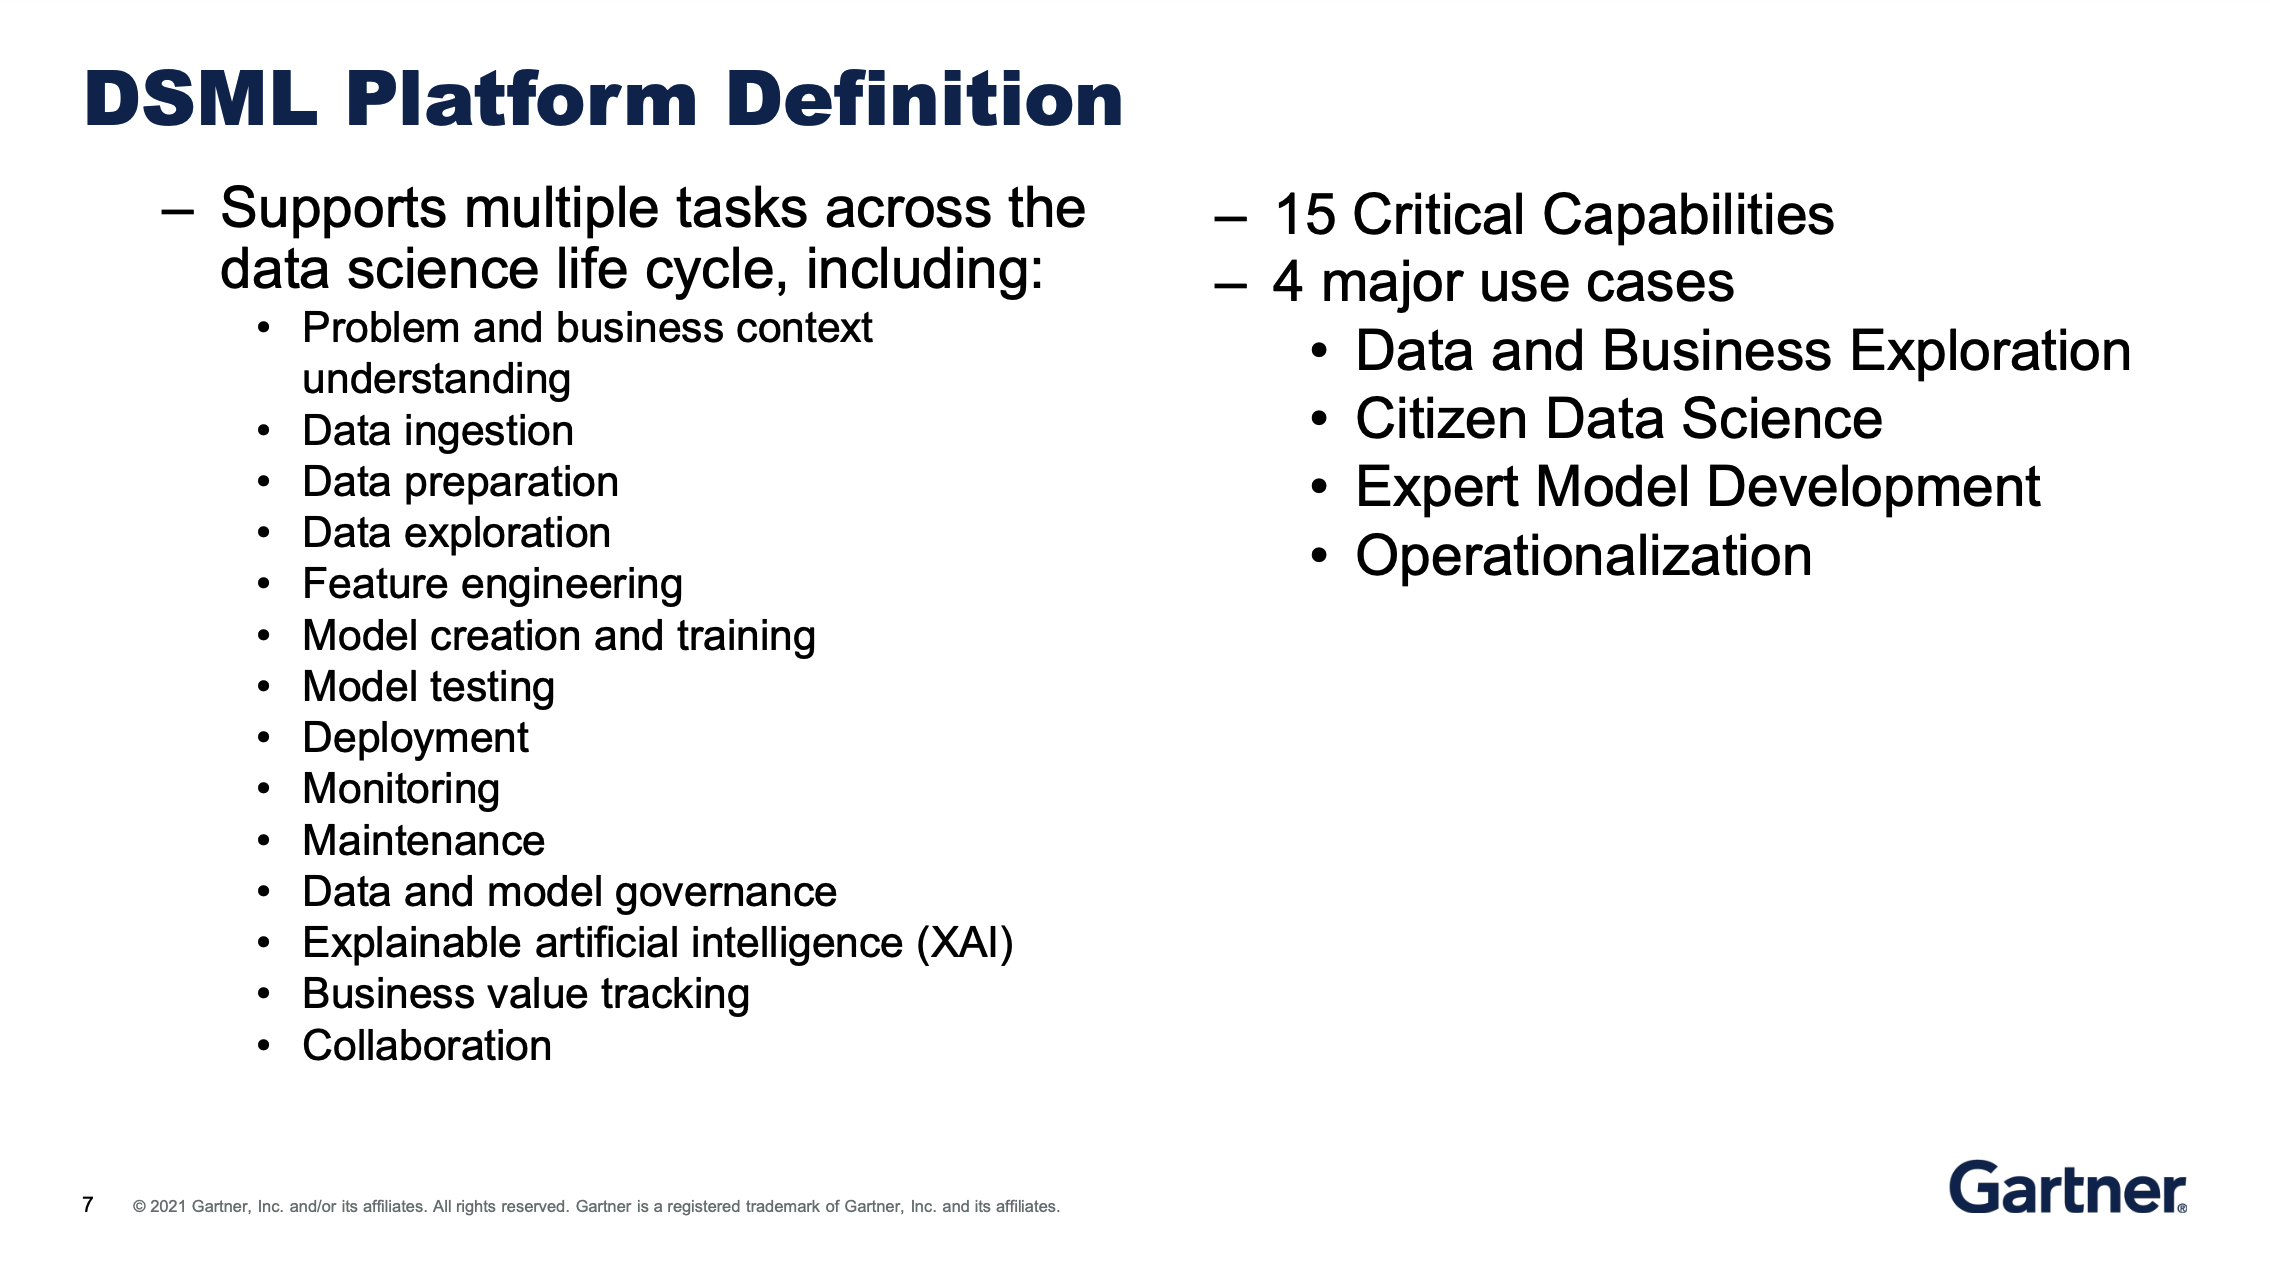 DSML Platform Definition
– Supports multiple tasks across the
data science life cycle, including:
• Problem and business context
understanding
• Data ingestion
• Data preparation
• Data exploration
• Feature engineering
• Model creation and training
• Model testing
• Deployment
• Monitoring
• Maintenance
• Data and model governance
• Explainable artificial intelligence (XAI)
• Business value tracking
• Collaboration
– 15 Critical Capabilities
– 4 major use cases
• Data and Business Exploration
• Citizen Data Science
• Expert Model Development
• Operationalization
7 © 2021 Gartner, Inc. and/or its affiliates. All rights reserved. Gartner is a registered trademark of Gartner, Inc. and its affiliates.
Gartner®